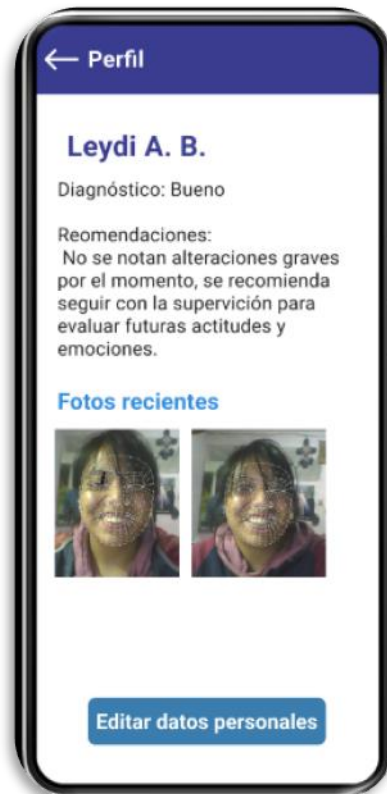 ← Perfil
Leydi A. B.
Diagnóstico: Bueno
Reomendaciones:
No se notan alteraciones graves
por el momento, se recomienda
seguir con la supervición para
evaluar futuras actitudes y
emociones.
Fotos recientes
Editar datos personales